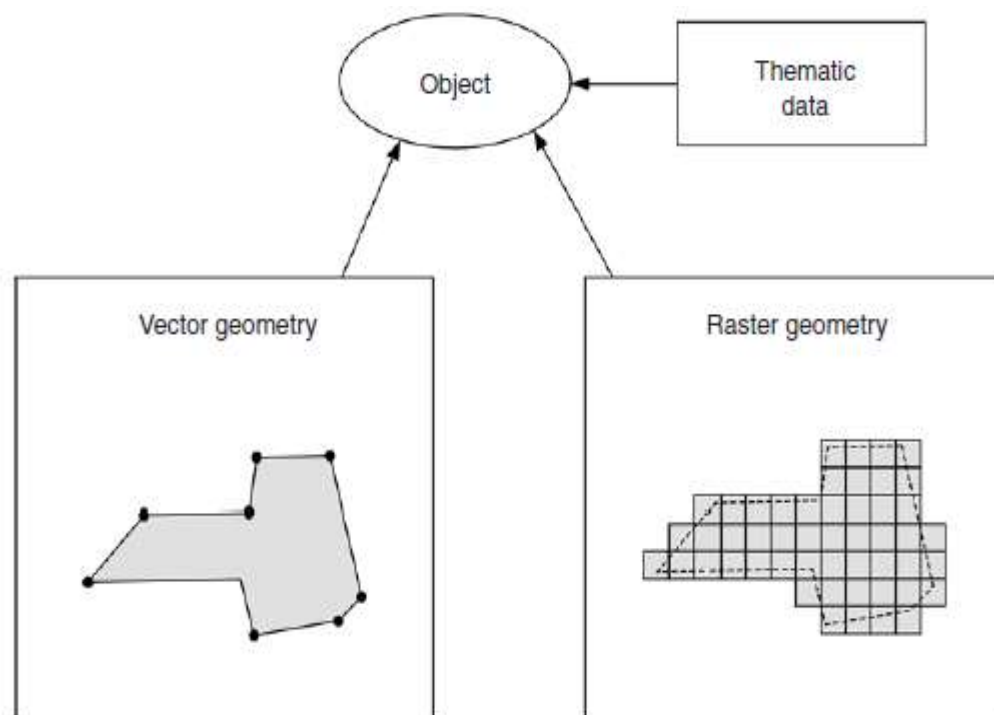 Object
Thematic
data
Vector geometry
Raster geometry